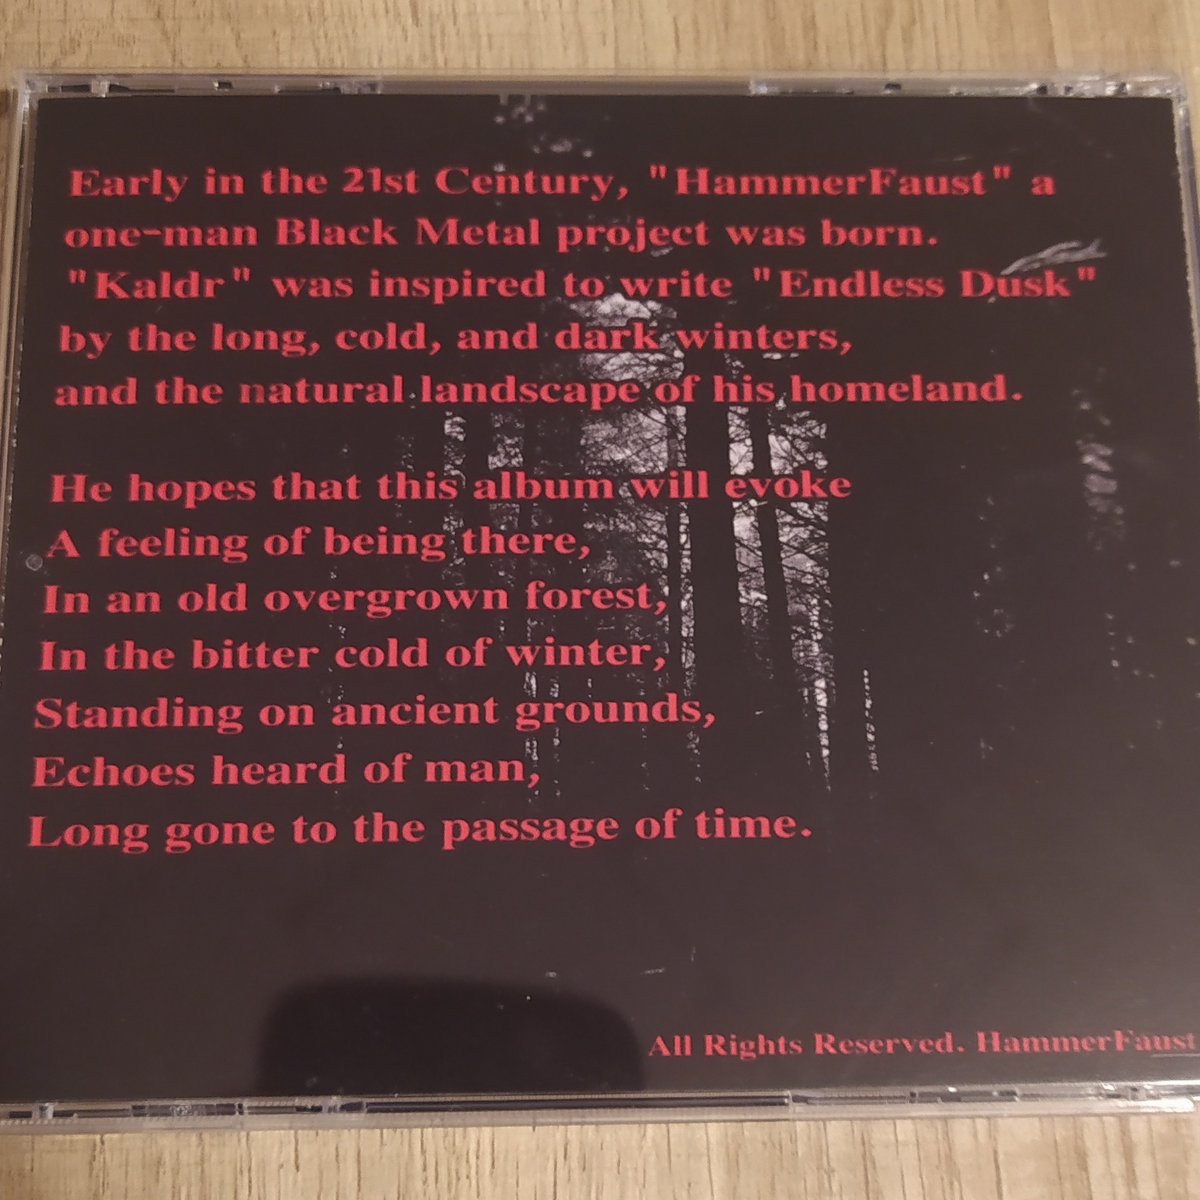 Early in the 21st Century, "HammerFaust" a
one-man Black Metal project was born.
"Kaldr" was inspired to write "Endless Dusk"
by the long, cold, and dark winters,
and the natural landscape of his homeland.
He hopes that this album will evoke
A feeling of being there,
In an old overgrown forest,
In the bitter cold of winter,
Standing on ancient grounds,
Echoes heard of man,
Long gone to the passage of time.
All Rights Reserved. HammerFaust